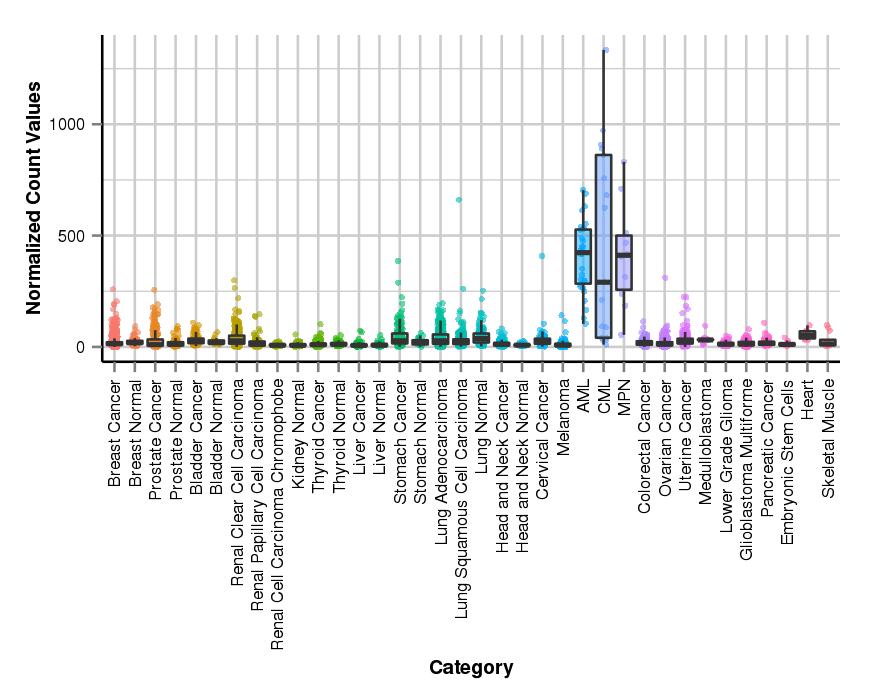 Normalized Count Values
1000
500
0
Breast Cancer
Breast Normal
Prostate Cancer
Prostate Normal
Bladder Cancer
Bladder Normal
Renal Clear Cell Carcinoma
Renal Papillary Cell Carcinoma
Renal Cell Carcinoma Chromophobe
Kidney Normal
Thyroid Cancer
Thyroid Normal
Liver Cancer
Liver Normal
Stomach Cancer
Stomach Normal
Lung Adenocarcinoma
Lung Squamous Cell Carcinoma
Lung Normal
Head and Neck Cancer
Head and Neck Normal
Cervical Cancer
Melanoma
AML
CML
MPN
Colorectal Cancer
Ovarian Cancer
Uterine Cancer
Medulloblastoma
Lower Grade Glioma
Glioblastoma Multiforme
Pancreatic Cancer
Embryonic Stem Cells
Heart
Skeletal Muscle
Category